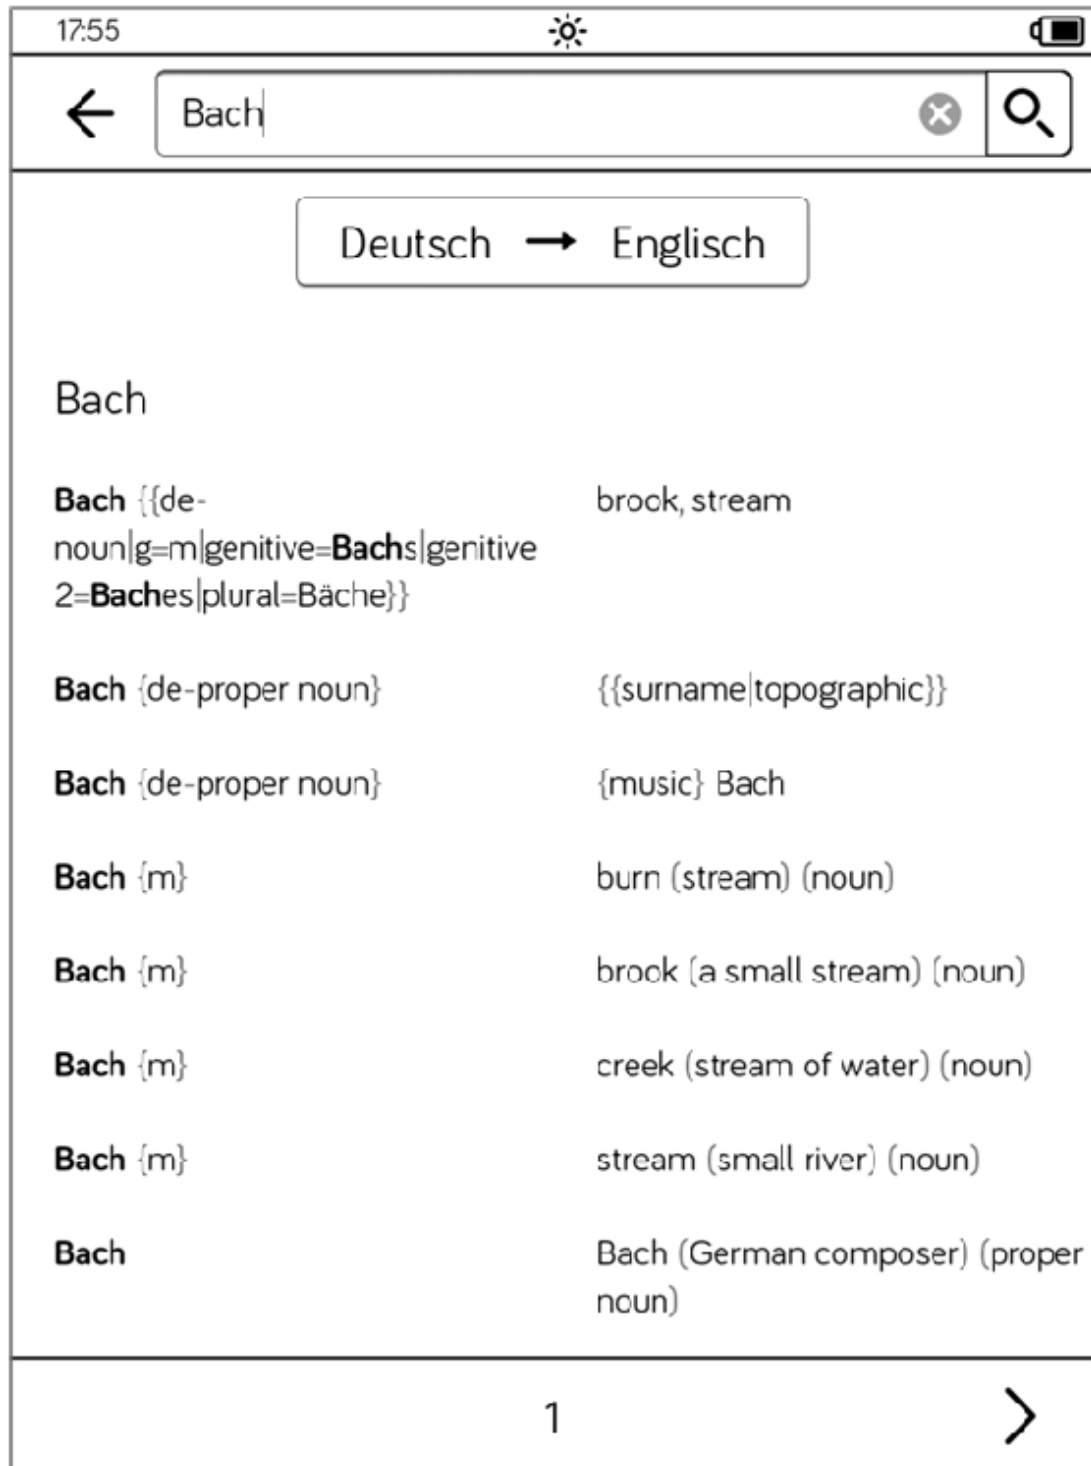 17:55
Bach
Deutsch → Englisch
Bach
Bach {{de-
noun|g=m|genitive=Bachs|genitive
2=Baches|plural=Bäche}}
brook, stream
Bach {de-proper noun}
{{surname|topographic}}
Bach {de-proper noun}
{music} Bach
Bach {m}
burn (stream) (noun)
Bach {m}
brook (a small stream) (noun)
Bach {m}
creek (stream of water) (noun)
Bach {m}
stream (small river) (noun)
Bach
Bach (German composer) (proper
noun)
1